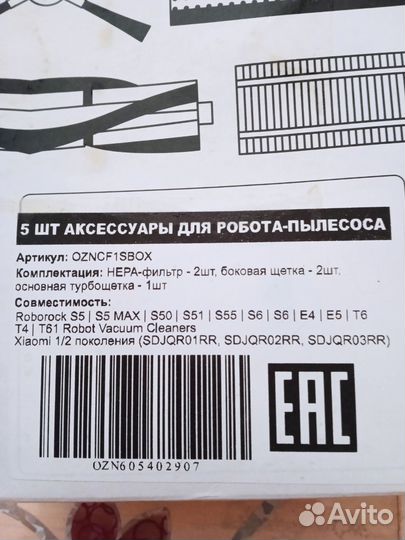 5 ШТ АКСЕССУАРЫ ДЛЯ РОБОТА-ПЫЛЕСОСА
Артикул: OZNCF1SBOX
Комплектация: HEPA-фильтр - 2шт, боковая щетка - 2шт,
основная турбощетка - 1шт
Совместимость:
Roborock S5 | S5 MAX | S50 | S51 | S55 | S6 | S6 | E4 | E5 | T6
T4 | T61 Robot Vacuum Cleaners
Xiaomi 1/2 поколения (SDJQR01RR, SDJQR02RR, SDJQR03RR)
EAC
OZN605402907
Avito